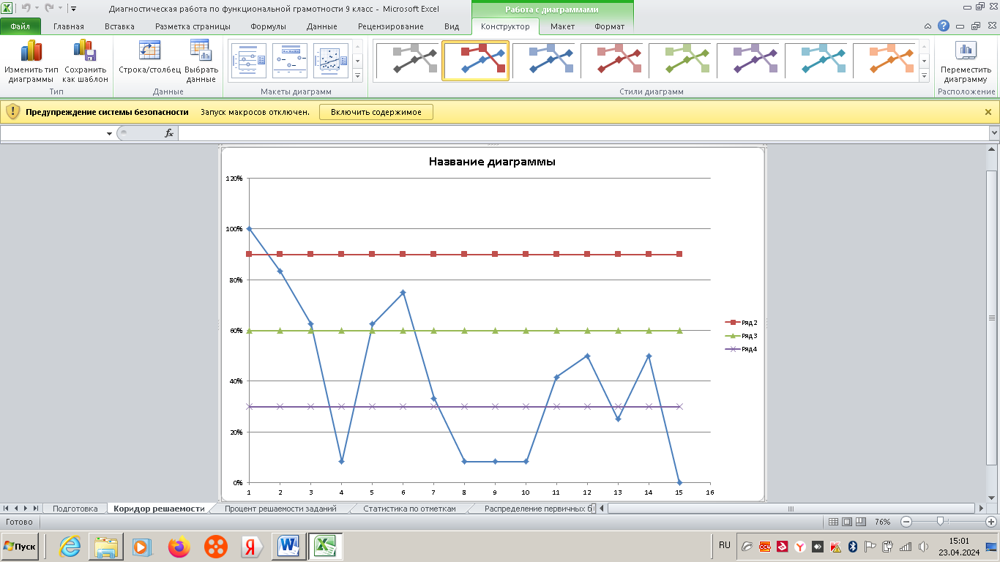 Диагностическая работа по функциональной грамотности 9 класс - Microsoft Excel
Работа с диаграммами
Файл Главная Вставка Разметка страницы Формулы Данные Рецензирование Вид Конструктор Макет Формат
Изменить тип диаграммы
Сохранить как шаблон
Строка/столбец
Выбрать данные
Переместить диаграмму
Тип Данные Макеты диаграмм Стили диаграмм Расположение
Предупреждение системы безопасности Запуск макросов отключен. Включить содержимое
fx
Название диаграммы
120%
100%
80%
60%
40%
20%
0%
1 2 3 4 5 6 7 8 9 10 11 12 13 14 15 16
Ряд2
Ряд3
Ряд4
Подготовка Коридор решаемости Процент решаемости заданий Статистика по отметкам Распределение первичных б
Готово 76%
Пуск
RU
15:01
23.04.2024